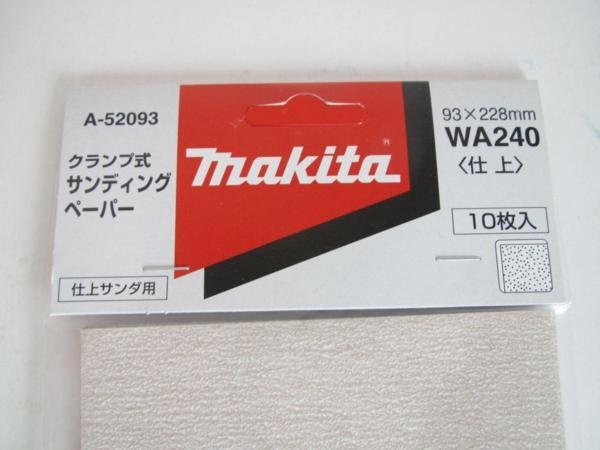 A-52093
クランプ式
サンディング
ペーパー
仕上サンダ用
makita®
93×228mm
WA240
〈仕上〉
10枚入